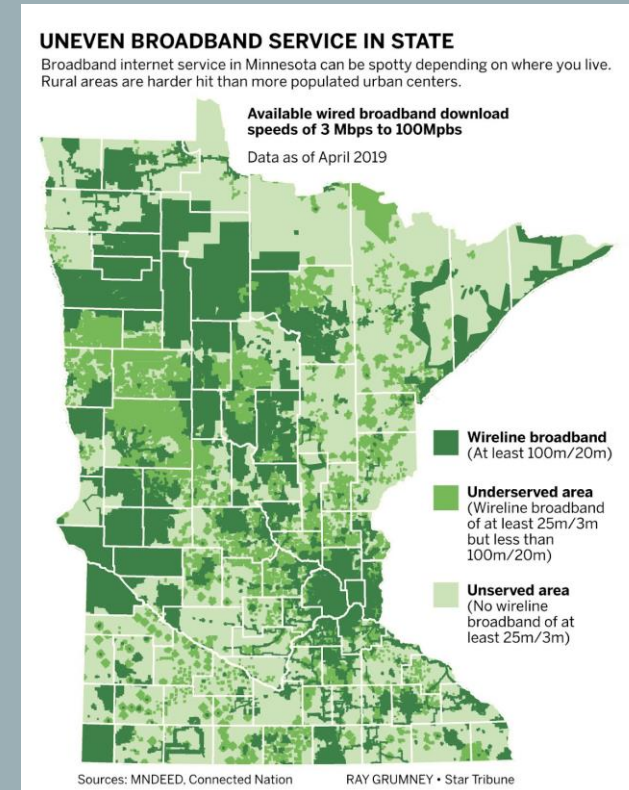 UNEVEN BROADBAND SERVICE IN STATE
Broadband internet service in Minnesota can be spotty depending on where you live.
Rural areas are harder hit than more populated urban centers.
Available wired broadband download
speeds of 3 Mbps to 100Mpbs
Data as of April 2019
Wireline broadband
(At least 100m/20m)
Underserved area
(Wireline broadband
of at least 25m/3m
but less than
100m/20m)
Unserved area
(No wireline
broadband of at
least 25m/3m)
Sources: MNDEED, Connected Nation
RAY GRUMNEY • Star Tribune